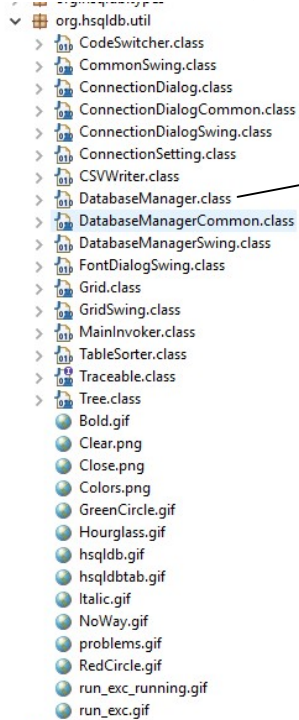 org.hsqldb.util
CodeSwitcher.class
CommonSwing.class
ConnectionDialog.class
ConnectionDialogCommon.class
ConnectionDialogSwing.class
ConnectionSetting.class
CSVWriter.class
DatabaseManager.class
DatabaseManagerCommon.class
DatabaseManagerSwing.class
FontDialogSwing.class
Grid.class
GridSwing.class
MainInvoker.class
TableSorter.class
Traceable.class
Tree.class
Bold.gif
Clear.png
Close.png
Colors.png
GreenCircle.gif
Hourglass.gif
hsqldb.gif
hsqldbtab.gif
Italic.gif
NoWay.gif
problems.gif
RedCircle.gif
run_exc_running.gif
run_exc.gif